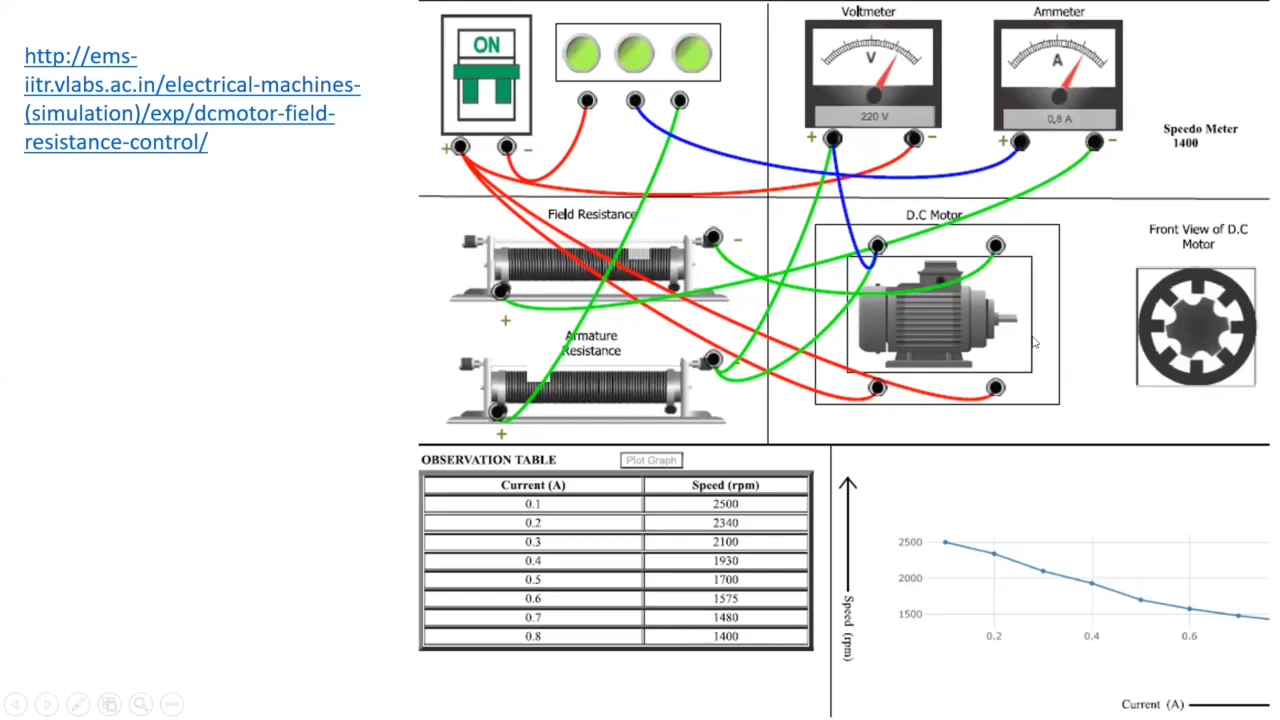 http://ems-
iitr.vlabs.ac.in/electrical-machines-
(simulation)/exp/dcmotor-field-
resistance-control/
ON
+
−
Voltmeter
V
220 V
+
−
Ammeter
A
0.8 A
+
−
Speedo Meter
1400
Field Resistance
−
+
Armature
Resistance
−
+
D.C Motor
Front View of D.C
Motor
OBSERVATION TABLE
Plot Graph
Current (A) Speed (rpm)
0.1 2500
0.2 2340
0.3 2100
0.4 1930
0.5 1700
0.6 1575
0.7 1480
0.8 1400
2500
2000
1500
0.2 0.4 0.6
Speed (rpm)
Current (A)